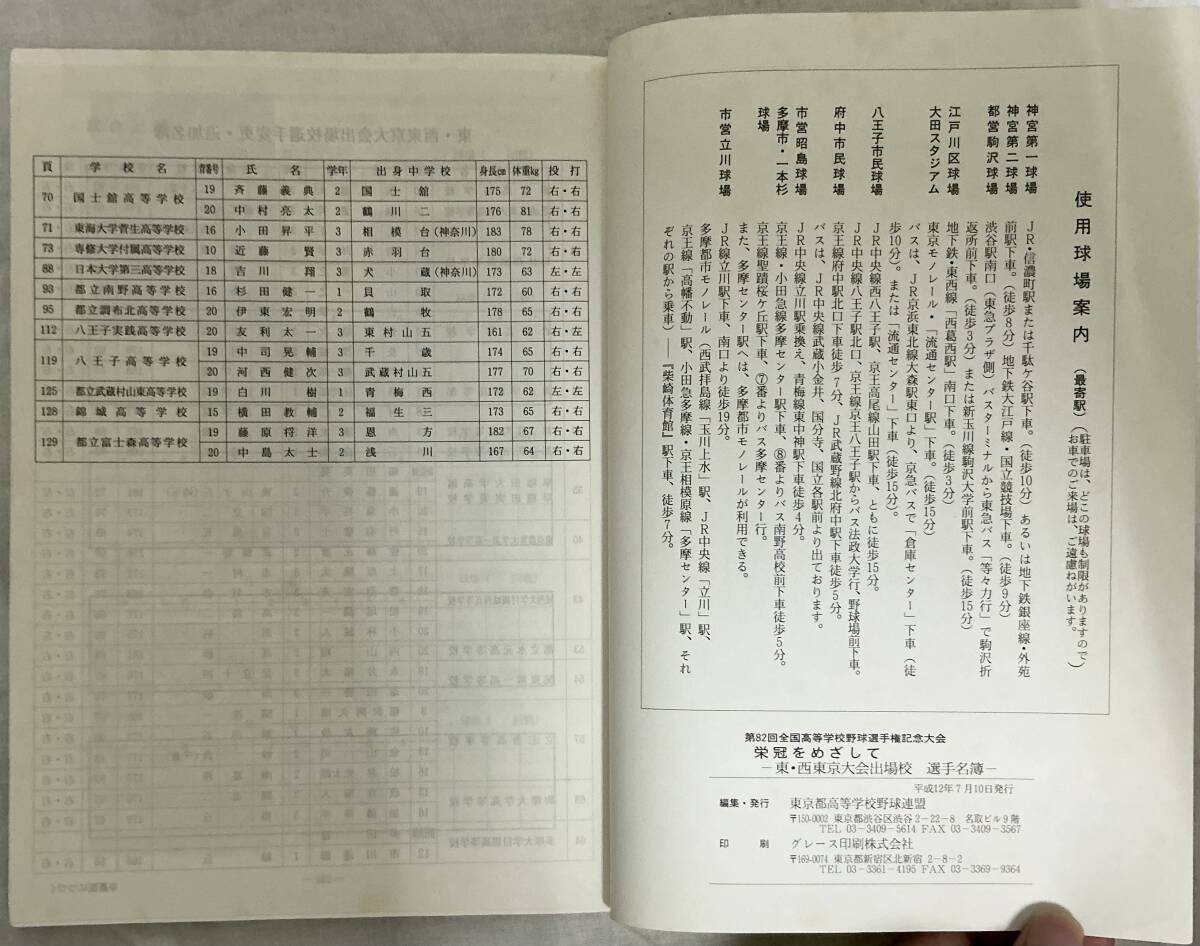 頁 学校名 背番号 氏名 学年 出身中学校 身長cm 体重kg 投 打
70 国士舘高等学校 19 斉藤義典 2 国士舘 175 72 右・右
20 中村亮太 2 鶴川二 176 81 右・右
71 東海大学菅生高等学校 16 小田昇平 3 相模台(神奈川) 183 78 右・右
73 専修大学付属高等学校 10 近藤賢 3 赤羽台 180 72 右・右
88 日本大学第三高等学校 18 吉川翔 3 犬蔵(神奈川) 173 63 左・左
93 都立南野高等学校 16 杉田健一 1 貝取 172 60 右・右
95 都立調布北高等学校 20 伊東宏明 2 鶴牧 178 65 右・右
112 八王子実践高等学校 20 友利太一 3 東村山五 161 62 右・左
119 八王子高等学校 19 中司晃輔 3 千歳 174 65 右・右
20 河西健次 3 武蔵村山五 177 70 右・右
125 都立武蔵村山東高等学校 19 白川樹 1 青梅西 172 62 左・左
128 錦城高等学校 15 横田教輔 2 福生三 173 65 右・右
129 都立富士森高等学校 19 藤原将洋 3 恩方 182 67 右・右
20 中島太士 2 浅川 167 64 右・右
使用球場案内 (最寄駅)
(駐車場は、どこの球場も制限がありますので
お車でのご来場は、ご遠慮ねがいます。)
神宮第一球場 JR・信濃町駅または千駄ケ谷駅下車。(徒歩10分) あるいは地下鉄銀座線・外苑
神宮第二球場 前駅下車。(徒歩8分) 地下鉄大江戸線・国立競技場下車。(徒歩9分)
都営駒沢球場 渋谷駅南口(東急プラザ側)バスターミナルから東急バス「等々力行」で駒沢折
返所前下車。(徒歩3分)または新玉川線駒沢大学前駅下車。(徒歩15分)
江戸川区球場 地下鉄・東西線「西葛西駅」南口下車。(徒歩3分)
大田スタジアム 東京モノレール・「流通センター駅」下車。(徒歩15分)
バスは、JR京浜東北線大森駅東口より、京急バスで「倉庫センター」下車(徒
歩10分)。または「流通センター」下車(徒歩15分)。
八王子市民球場 JR中央線西八王子駅、京王高尾線山田駅下車、ともに徒歩15分。
JR中央線八王子駅北口、京王線京王八王子駅からバス法政大学行、野球場前下車。
府中市民球場 京王線府中駅北口下車徒歩7分、JR武蔵野線北府中駅下車徒歩5分。
バスは、JR中央線武蔵小金井、国分寺、国立各駅前より出ております。
市営昭島球場 JR中央線立川駅乗換え、青梅線東中神駅下車徒歩4分。
多摩市・一本杉
球場
京王線・小田急線多摩センター駅下車、⑧番よりバス南野高校前下車徒歩5分。
京王線聖蹟桜ケ丘駅下車、⑦番よりバス多摩センター行。
また、多摩センター駅へは、多摩都市モノレールが利用できる。
市営立川球場 JR線立川駅下車、南口より徒歩19分。
多摩都市モノレール(西武拝島線「玉川上水」駅、JR中央線「立川」駅、
京王線「高幡不動」駅、小田急多摩線・京王相模原線「多摩センター」駅、それ
ぞれの駅から乗車)——『柴崎体育館』駅下車、徒歩7分。
第82回全国高等学校野球選手権記念大会
栄冠をめざして
―東・西東京大会出場校 選手名簿―
平成12年7月10日発行
編集・発行 東京都高等学校野球連盟
〒150-0002 東京都渋谷区渋谷2-22-8 名取ビル9階
TEL 03-3409-5614 FAX 03-3409-3567
印刷 グレース印刷株式会社
〒169-0074 東京都新宿区北新宿2-8-2
TEL 03-3361-4195 FAX 03-3369-9364